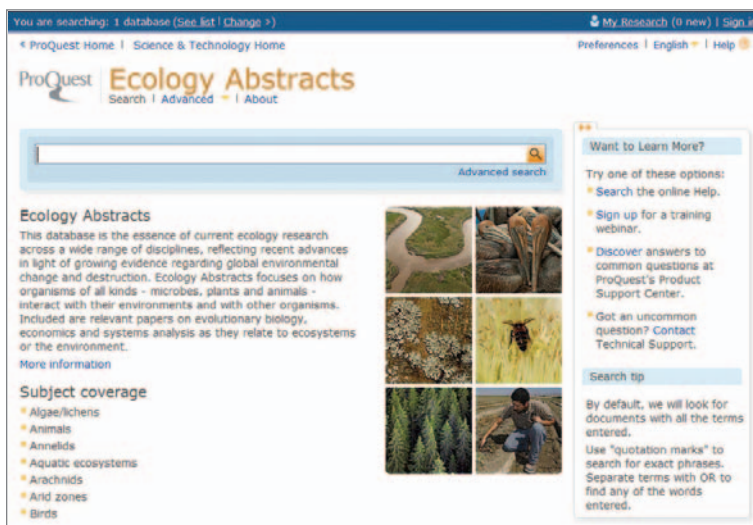 You are searching: 1 database (See list | Change >)
My Research (0 new) | Sign in
ProQuest Home | Science & Technology Home
Preferences | English | Help
ProQuest
Ecology Abstracts
Search | Advanced | About
Advanced search
Ecology Abstracts
This database is the essence of current ecology research
across a wide range of disciplines, reflecting recent advances
in light of growing evidence regarding global environmental
change and destruction. Ecology Abstracts focuses on how
organisms of all kinds - microbes, plants and animals -
interact with their environments and with other organisms.
Included are relevant papers on evolutionary biology,
economics and systems analysis as they relate to ecosystems
or the environment.
More information
Subject coverage
Algae/lichens
Animals
Annelids
Aquatic ecosystems
Arachnids
Arid zones
Birds
Want to Learn More?
Try one of these options:
Search the online Help.
Sign up for a training
webinar.
Discover answers to
common questions at
ProQuest's Product
Support Center.
Got an uncommon
question? Contact
Technical Support.
Search tip
By default, we will look for
documents with all the terms
entered.
Use "quotation marks" to
search for exact phrases.
Separate terms with OR to
find any of the words
entered.